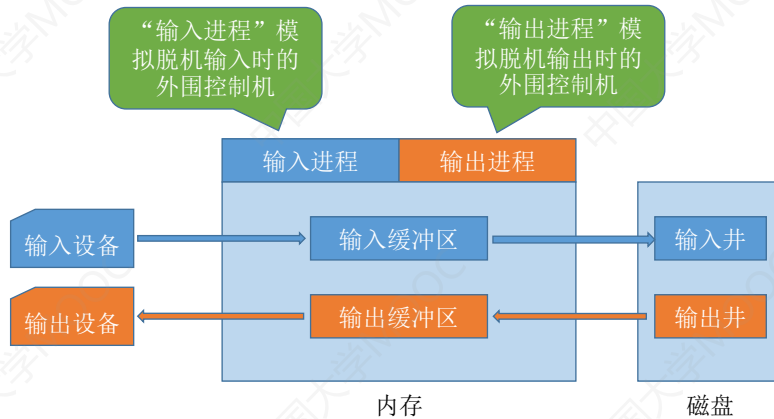 “输入进程”模
拟脱机输入时的
外围控制机
“输出进程”模
拟脱机输出时的
外围控制机
输入进程
输出进程
输入设备
输入缓冲区
输入井
输出设备
输出缓冲区
输出井
内存
磁盘